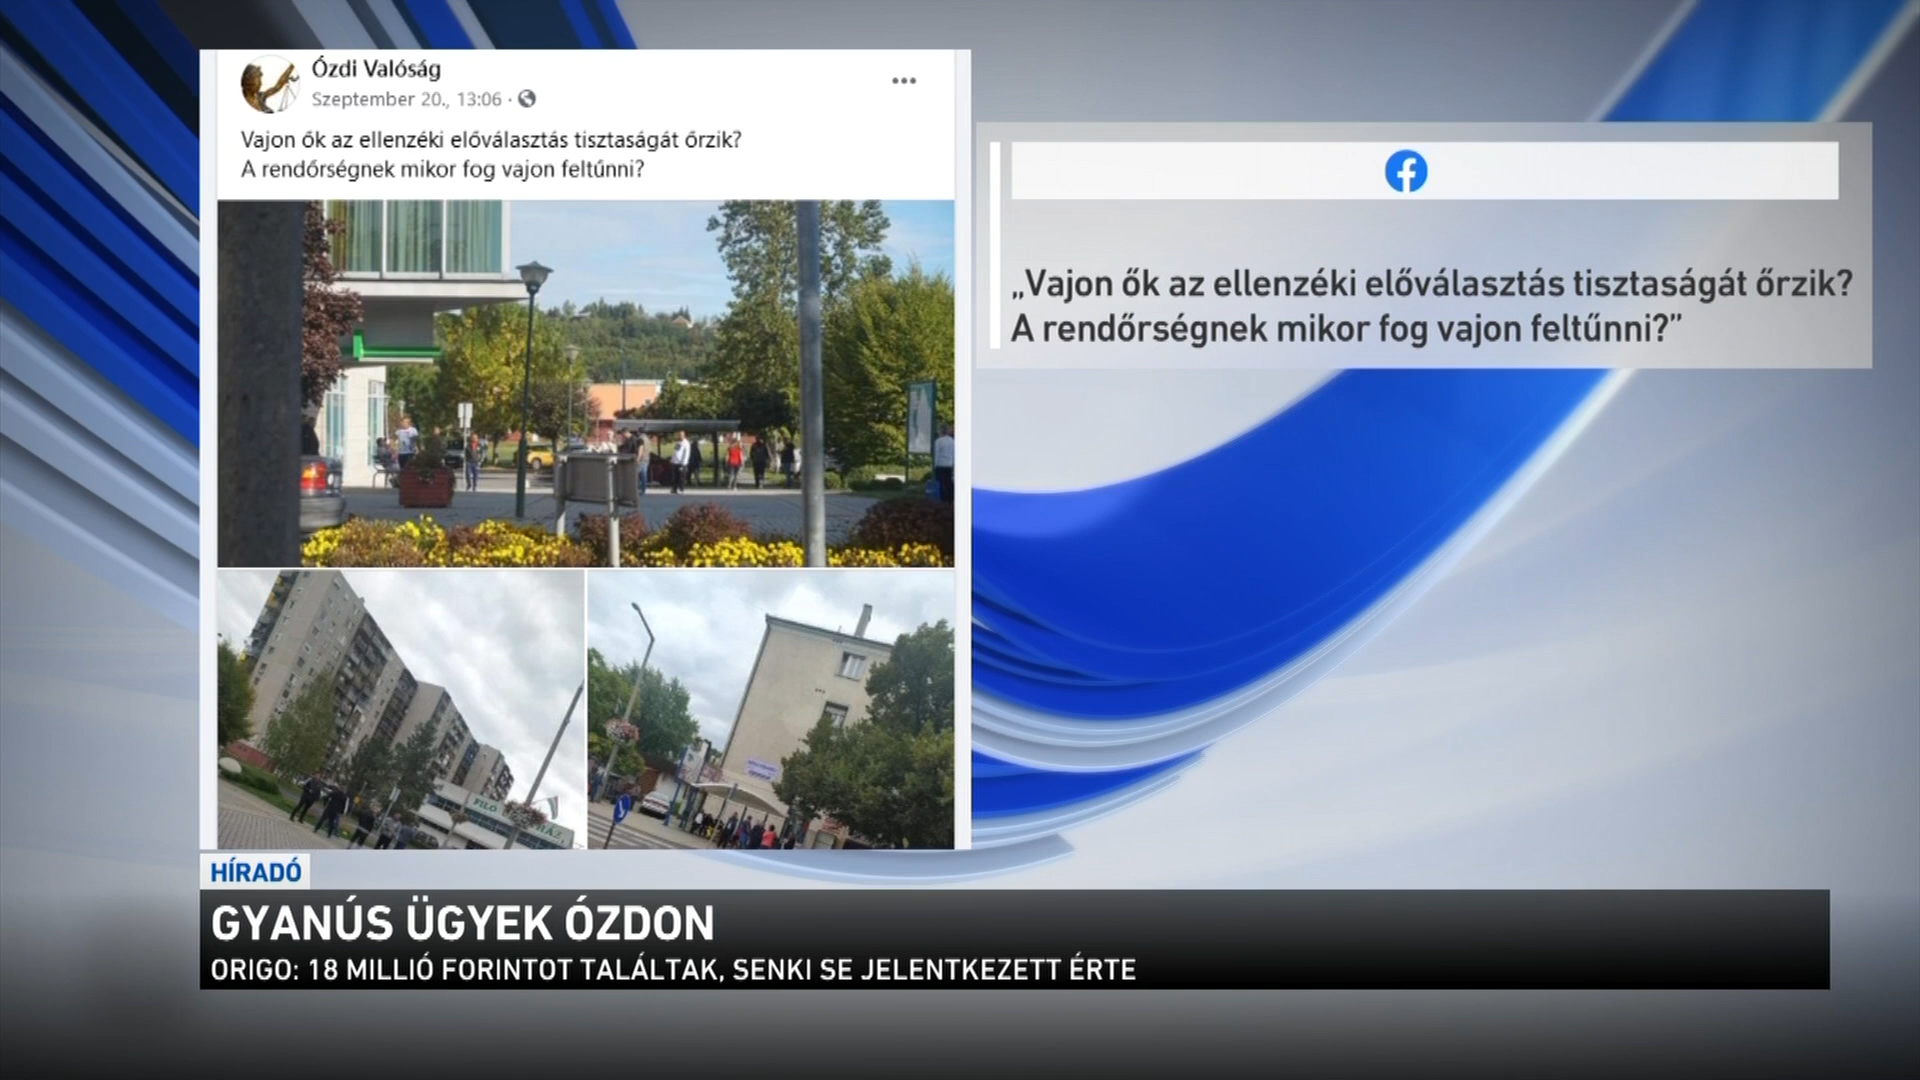 Ózdi Valóság
Szeptember 20., 13:06 ·
Vajon ők az ellenzéki előválasztás tisztaságát őrzik?
A rendőrségnek mikor fog vajon feltűnni?
„Vajon ők az ellenzéki előválasztás tisztaságát őrzik?
A rendőrségnek mikor fog vajon feltűnni?”
HÍRADÓ
GYANÚS ÜGYEK ÓZDON
ORIGO: 18 MILLIÓ FORINTOT TALÁLTAK, SENKI SE JELENTKEZETT ÉRTE